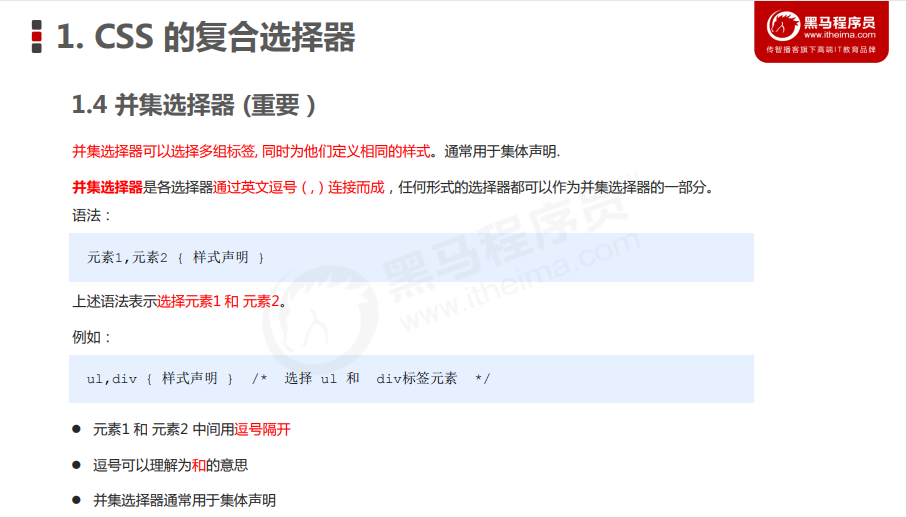 1. CSS 的复合选择器
黑马程序员
www.itheima.com
传智播客旗下高端IT教育品牌
1.4 并集选择器 (重要 )
并集选择器可以选择多组标签, 同时为他们定义相同的样式。通常用于集体声明.
并集选择器是各选择器通过英文逗号 ( , ) 连接而成，任何形式的选择器都可以作为并集选择器的一部分。
语法：
元素1,元素2 { 样式声明 }
上述语法表示选择元素1 和 元素2。
例如：
ul,div { 样式声明 }  /*  选择 ul 和  div标签元素  */
● 元素1 和 元素2 中间用逗号隔开
● 逗号可以理解为和的意思
● 并集选择器通常用于集体声明
黑马程序员
www.itheima.com